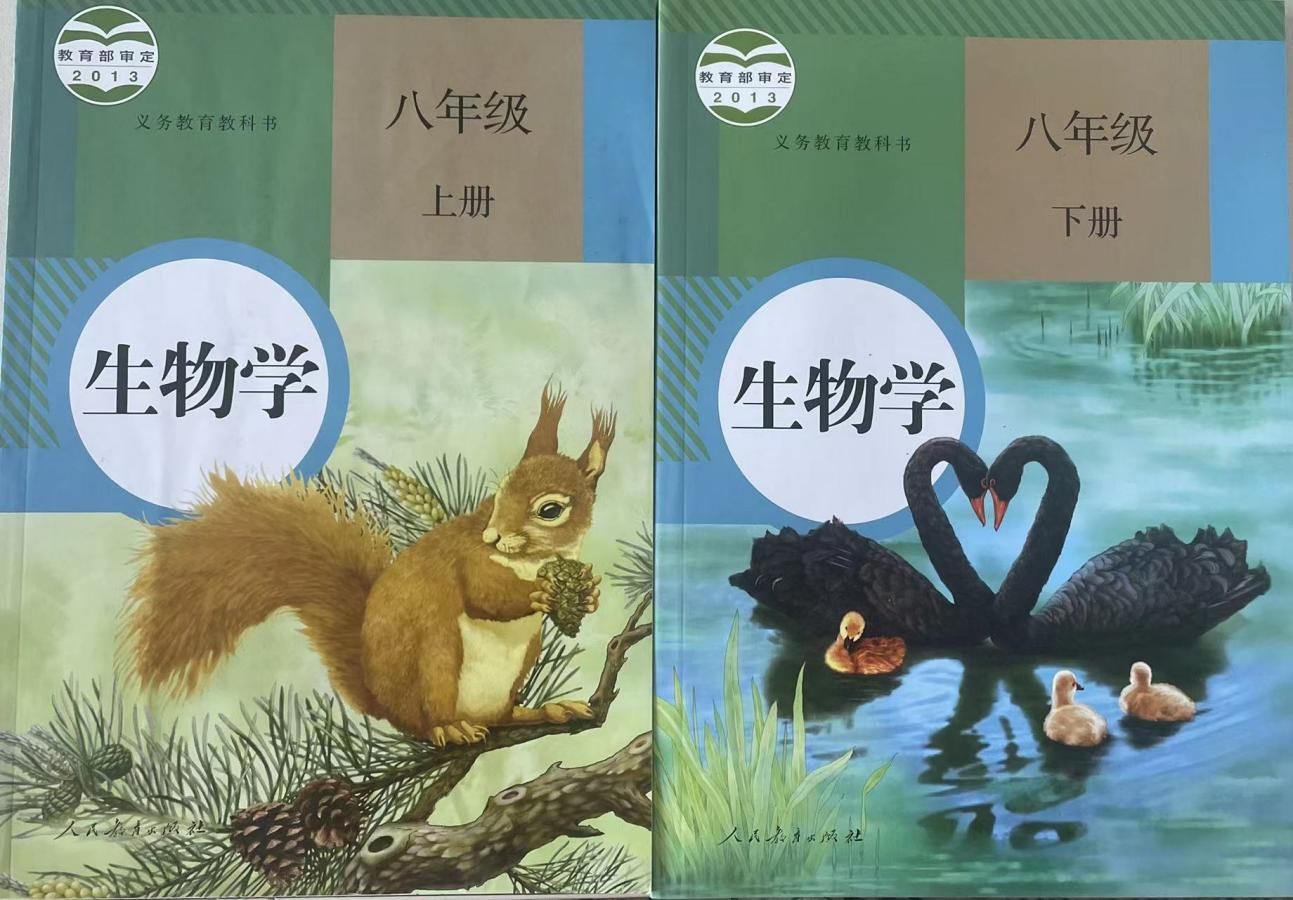 教育部审定
2013
义务教育教科书
八年级
上册
生物学
人民教育出版社
教育部审定
2013
义务教育教科书
八年级
下册
生物学
人民教育出版社